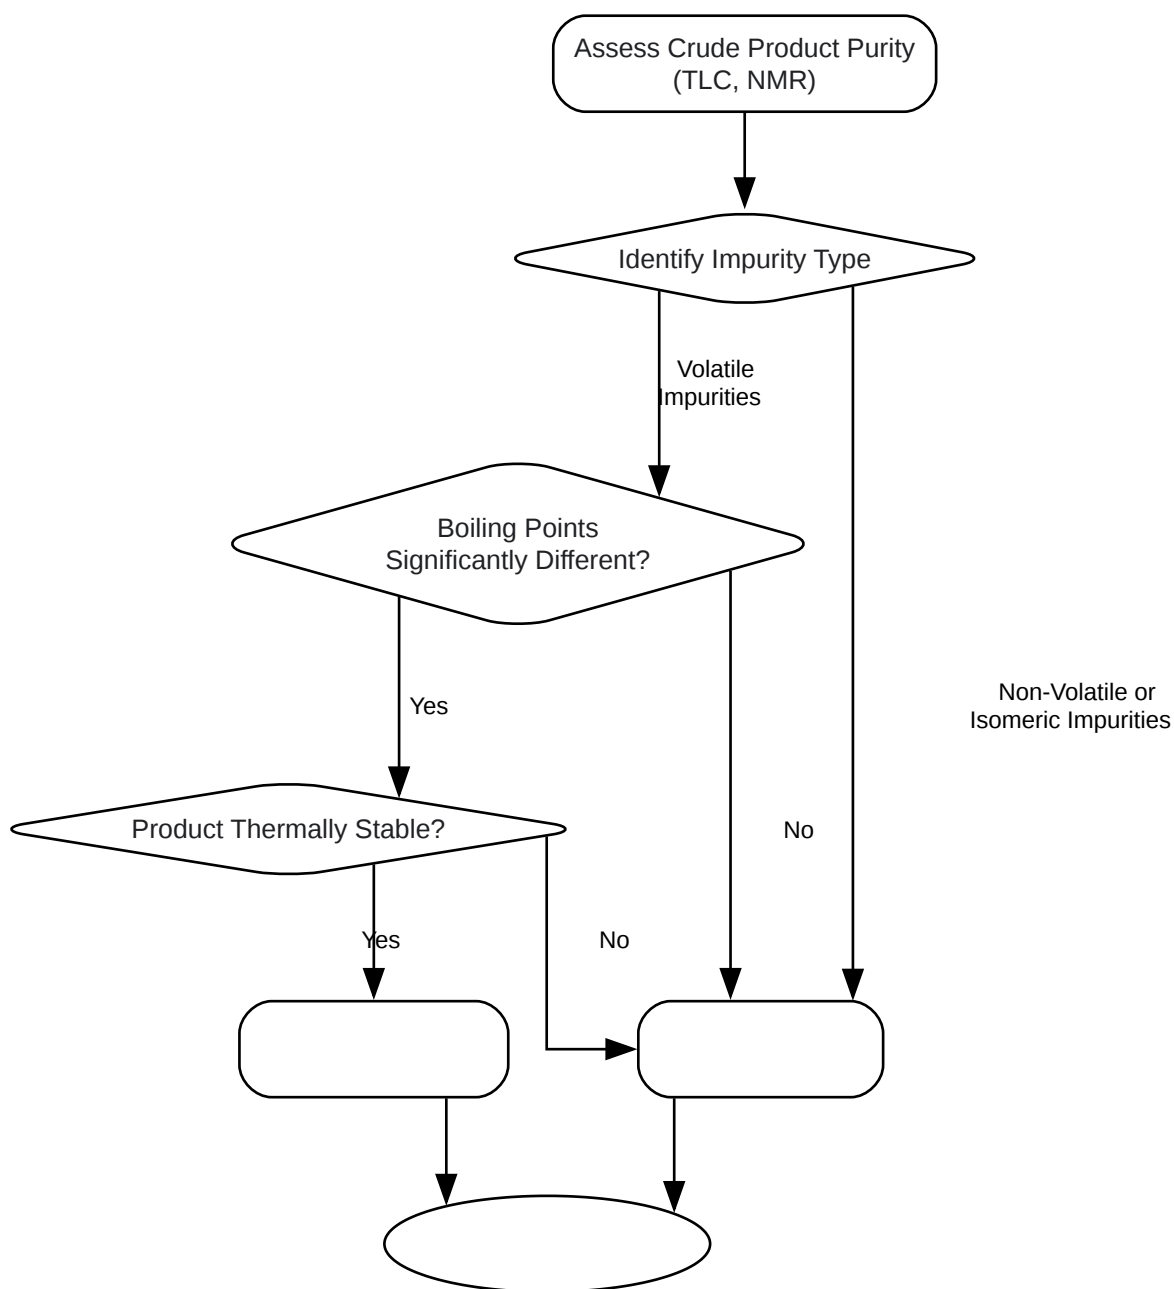 Assess Crude Product Purity
(TLC, NMR)
Identify Impurity Type
Volatile
Impurities
Boiling Points
Significantly Different?
Non-Volatile or
Isomeric Impurities
Yes
No
Product Thermally Stable?
Yes
No